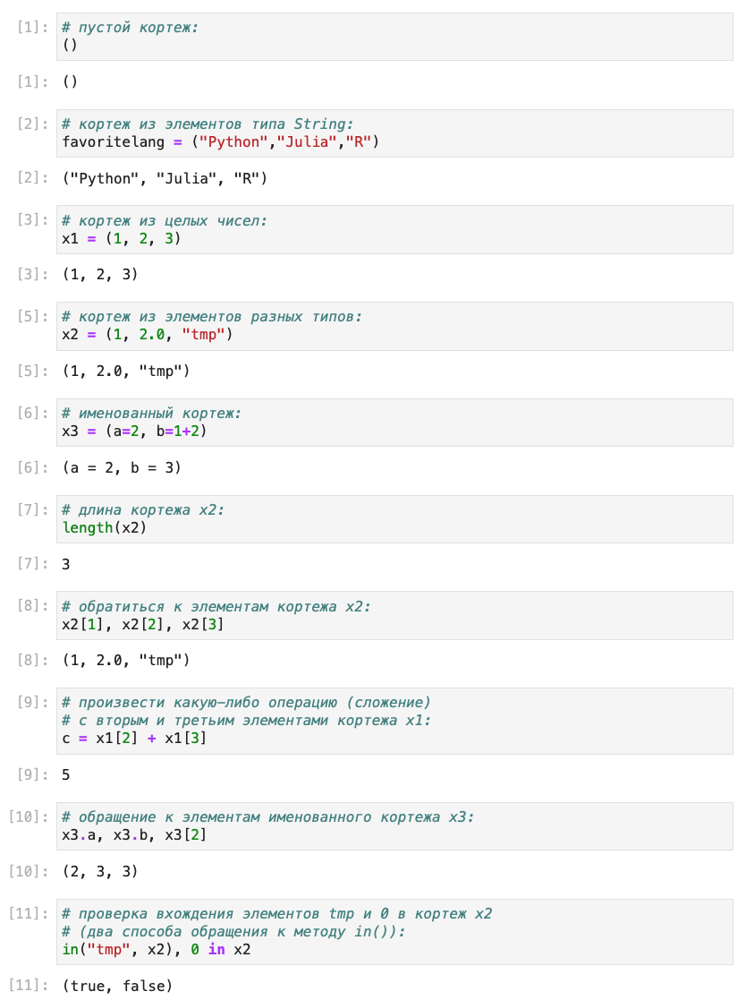 [1]: # пустой кортеж:
()
[1]: ()
[2]: # кортеж из элементов типа String:
favoritelang = ("Python","Julia","R")
[2]: ("Python", "Julia", "R")
[3]: # кортеж из целых чисел:
x1 = (1, 2, 3)
[3]: (1, 2, 3)
[5]: # кортеж из элементов разных типов:
x2 = (1, 2.0, "tmp")
[5]: (1, 2.0, "tmp")
[6]: # именованный кортеж:
x3 = (a=2, b=1+2)
[6]: (a = 2, b = 3)
[7]: # длина кортежа x2:
length(x2)
[7]: 3
[8]: # обратиться к элементам кортежа x2:
x2[1], x2[2], x2[3]
[8]: (1, 2.0, "tmp")
[9]: # произвести какую-либо операцию (сложение)
# с вторым и третьим элементами кортежа x1:
c = x1[2] + x1[3]
[9]: 5
[10]: # обращение к элементам именованного кортежа x3:
x3.a, x3.b, x3[2]
[10]: (2, 3, 3)
[11]: # проверка вхождения элементов tmp и 0 в кортеж x2
# (два способа обращения к методу in()):
in("tmp", x2), 0 in x2
[11]: (true, false)